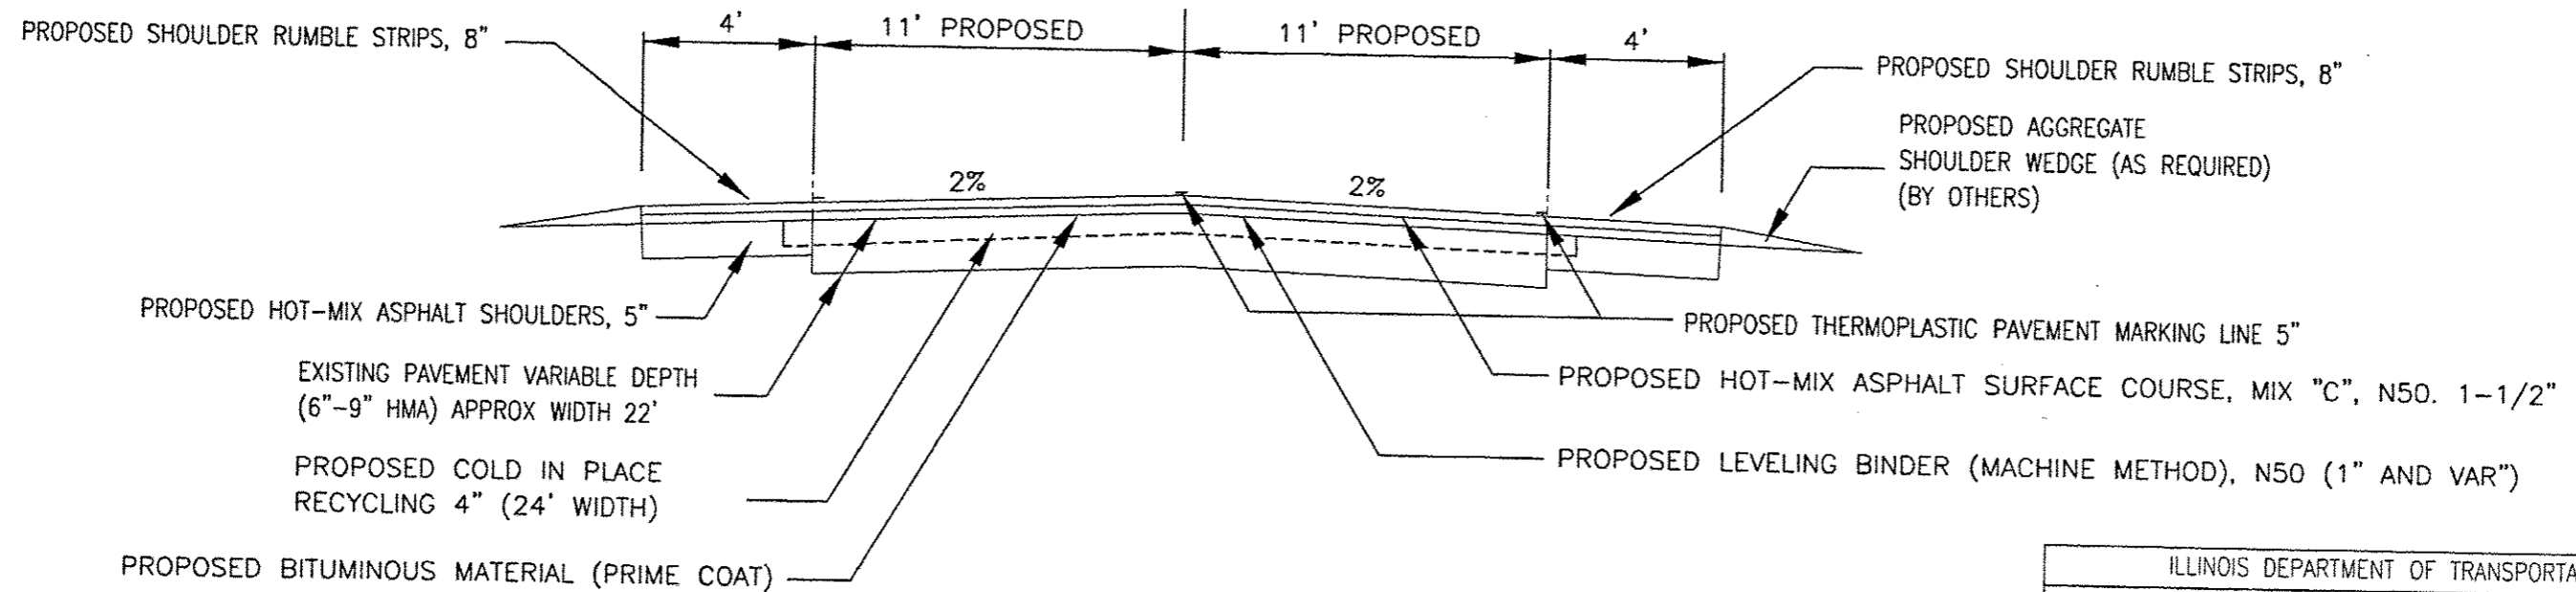 4'
11' PROPOSED
11' PROPOSED
4'
PROPOSED SHOULDER RUMBLE STRIPS, 8"
PROPOSED SHOULDER RUMBLE STRIPS, 8"
PROPOSED AGGREGATE
SHOULDER WEDGE (AS REQUIRED)
(BY OTHERS)
2%
2%
PROPOSED HOT-MIX ASPHALT SHOULDERS, 5"
EXISTING PAVEMENT VARIABLE DEPTH
(6"-9" HMA) APPROX WIDTH 22'
PROPOSED COLD IN PLACE
RECYCLING 4" (24' WIDTH)
PROPOSED BITUMINOUS MATERIAL (PRIME COAT)
PROPOSED THERMOPLASTIC PAVEMENT MARKING LINE 5"
PROPOSED HOT-MIX ASPHALT SURFACE COURSE, MIX "C", N50. 1-1/2"
PROPOSED LEVELING BINDER (MACHINE METHOD), N50 (1" AND VAR")
ILLINOIS DEPARTMENT OF TRANSPORTA